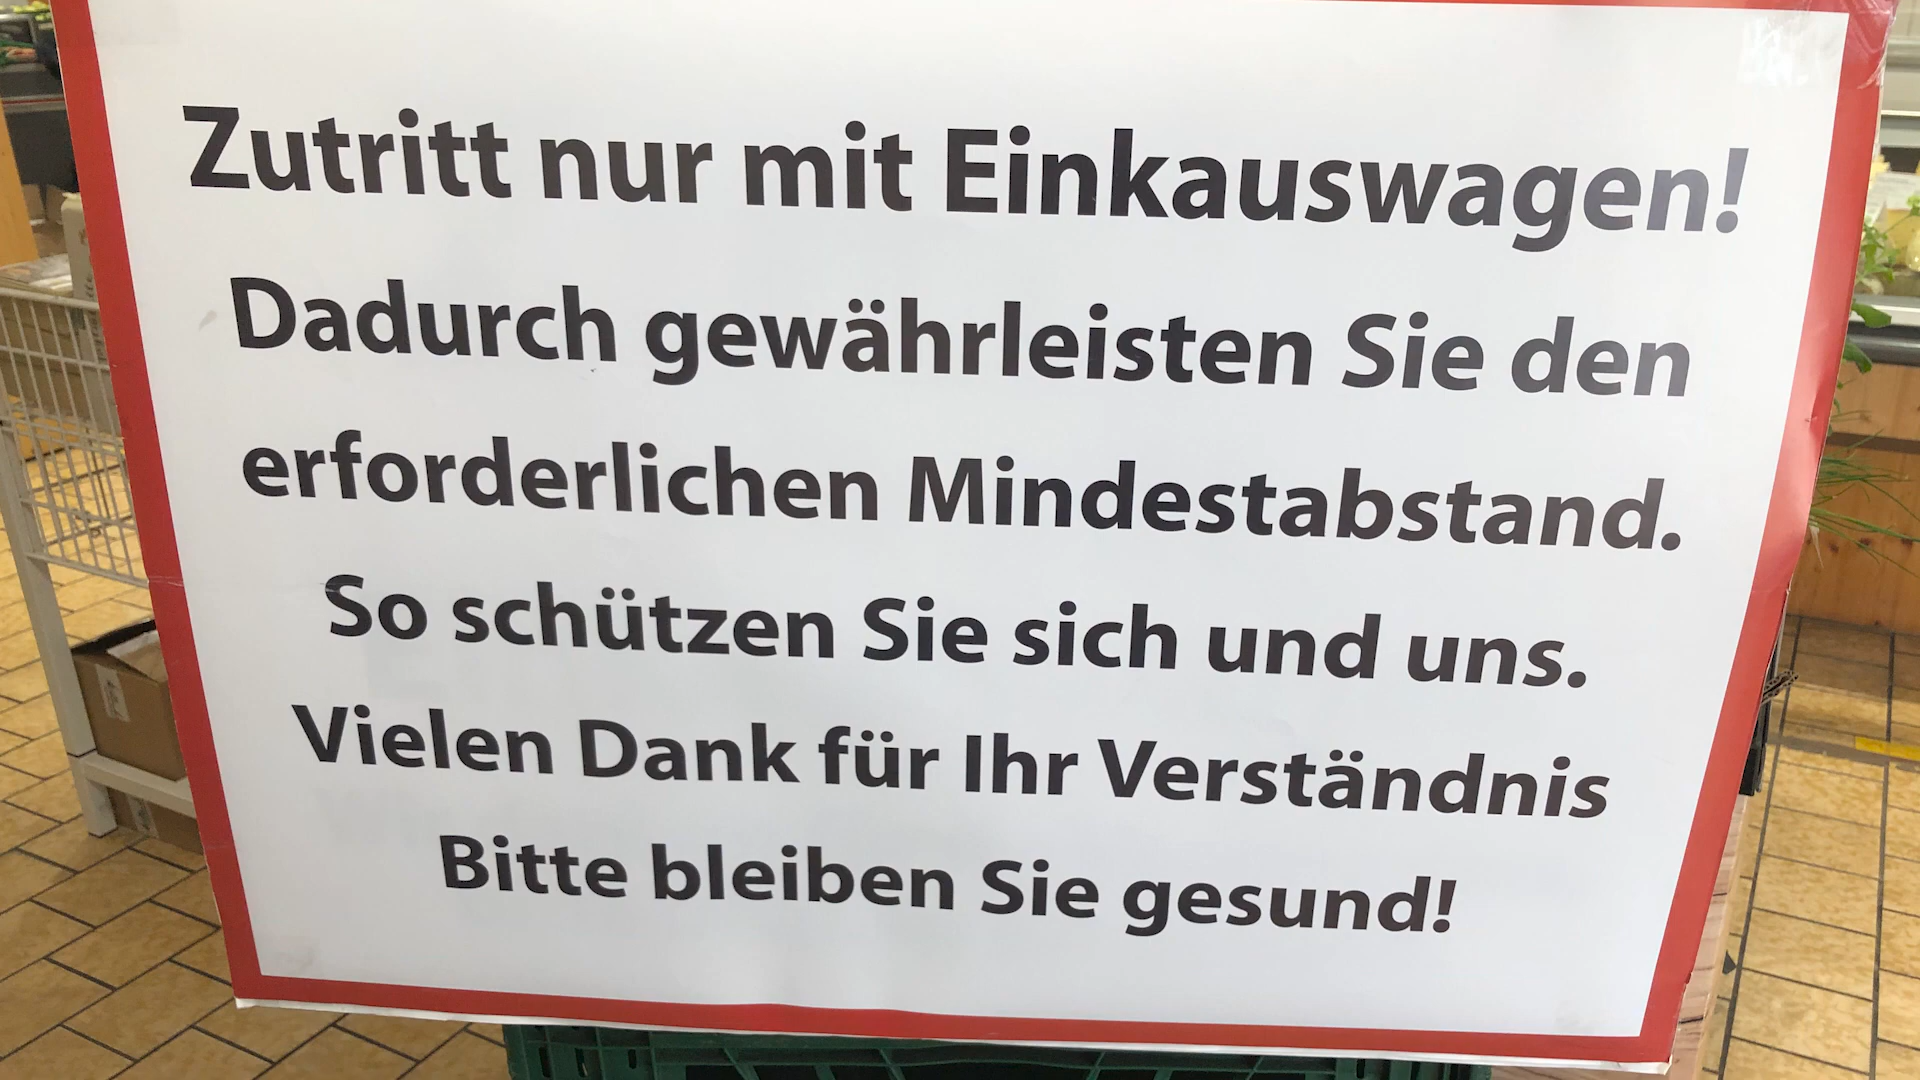 Zutritt nur mit Einkauswagen!
Dadurch gewährleisten Sie den
erforderlichen Mindestabstand.
So schützen Sie sich und uns.
Vielen Dank für Ihr Verständnis
Bitte bleiben Sie gesund!